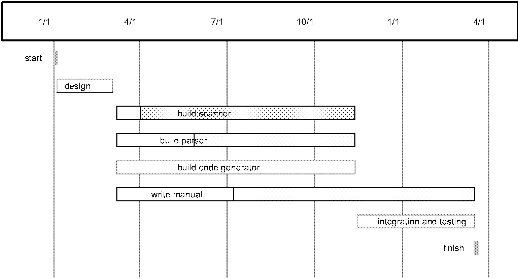 1/1 4/1 7/1 10/1 1/1 4/1
start
design
build scanner
build parser
build code generator
write manual
integration and testing
finish